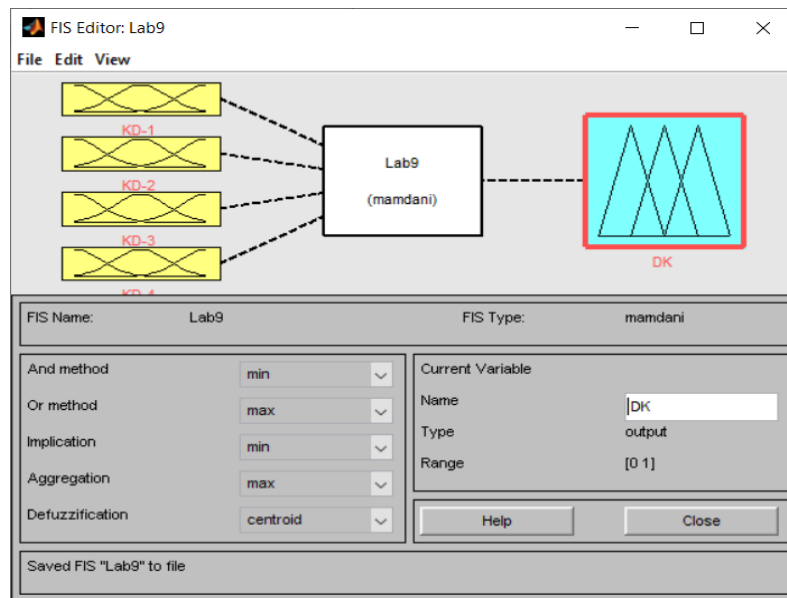 FIS Editor: Lab9
File Edit View
KD-1
KD-2
KD-3
KD-4
Lab9
(mamdani)
DK
FIS Name: Lab9 FIS Type: mamdani
And method min
Or method max
Implication min
Aggregation max
Defuzzification centroid
Current Variable
Name DK
Type output
Range [0 1]
Help Close
Saved FIS "Lab9" to file